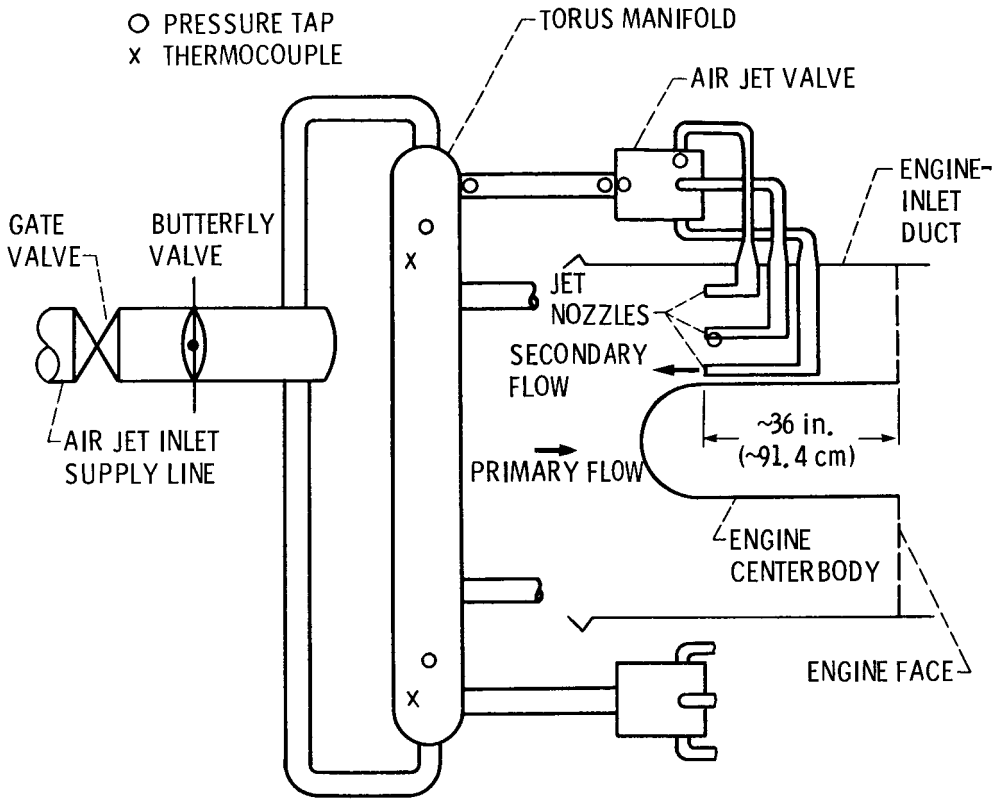 O PRESSURE TAP
X THERMOCOUPLE
TORUS MANIFOLD
AIR JET VALVE
ENGINE-
INLET
DUCT
GATE
VALVE
BUTTERFLY
VALVE
JET
NOZZLES
SECONDARY
FLOW
AIR JET INLET
SUPPLY LINE
PRIMARY FLOW
~36 in.
(~91.4 cm)
ENGINE
CENTERBODY
ENGINE FACE
X
X